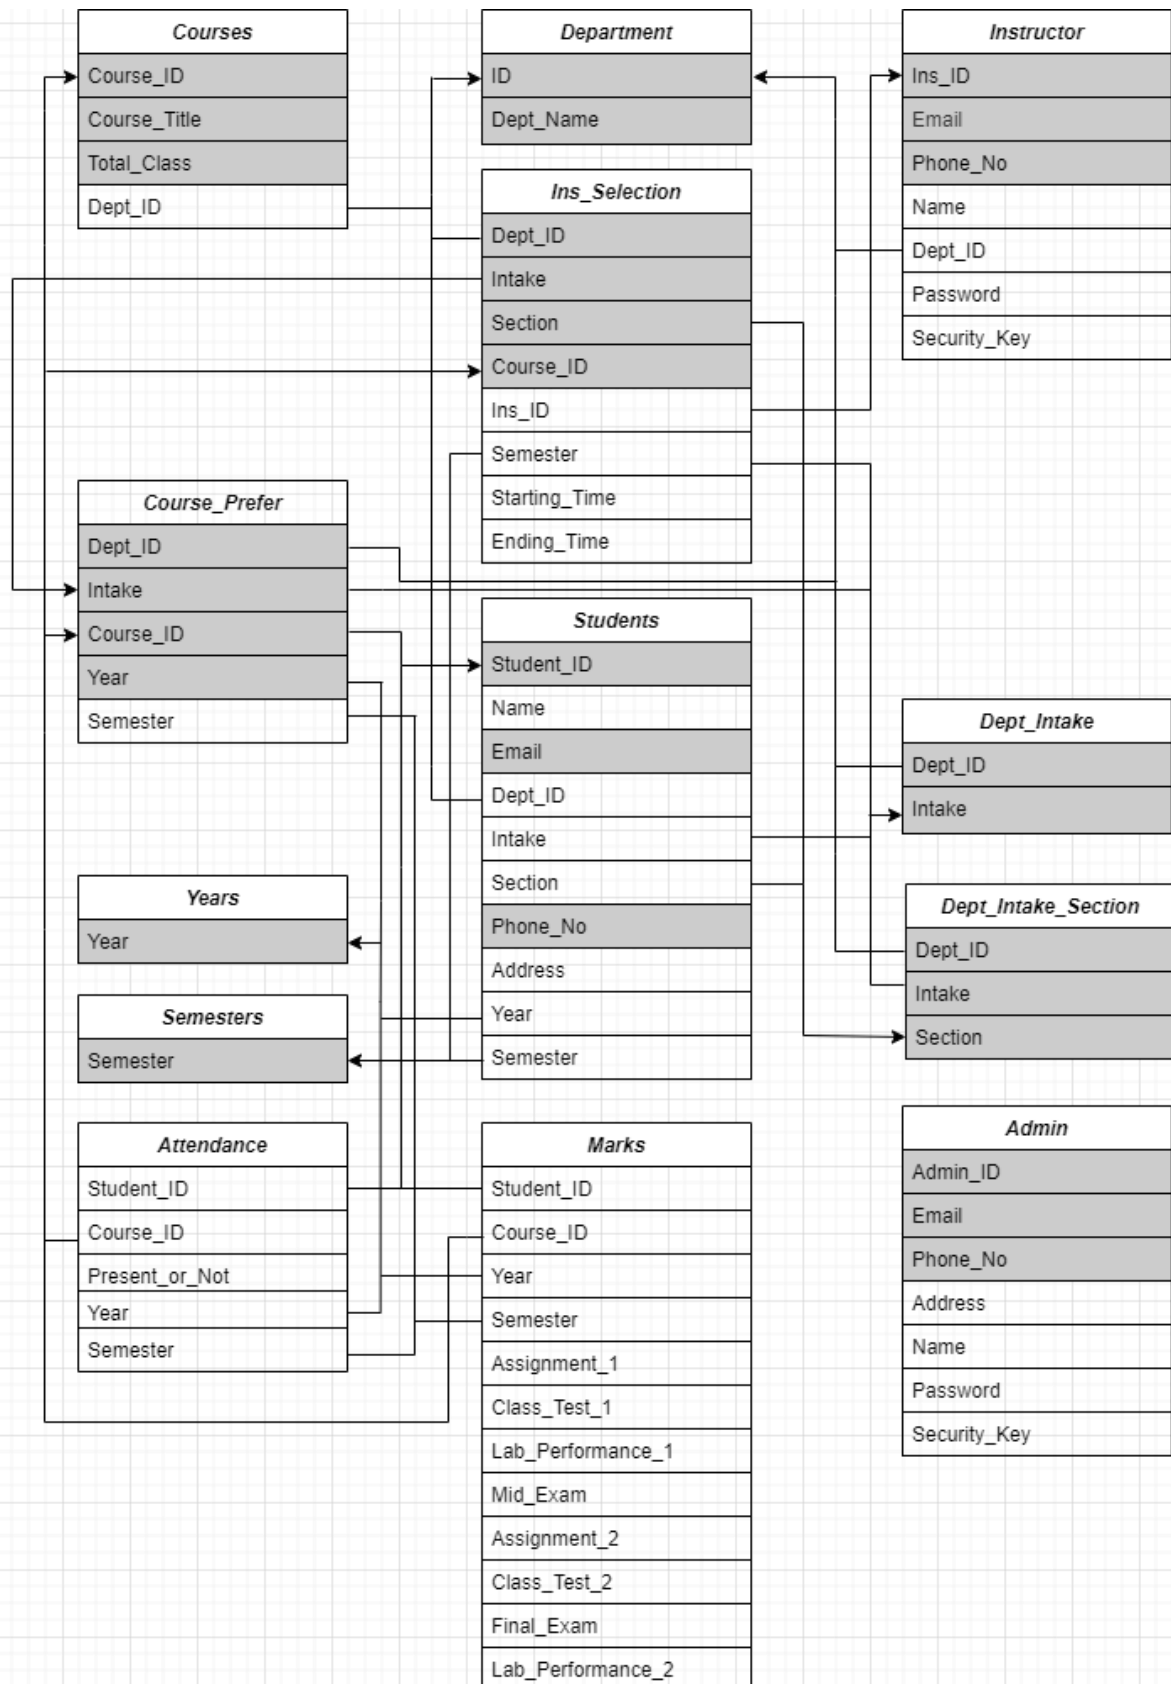 Courses
Course_ID
Course_Title
Total_Class
Dept_ID
Department
ID
Dept_Name
Instructor
Ins_ID
Email
Phone_No
Name
Dept_ID
Password
Security_Key
Ins_Selection
Dept_ID
Intake
Section
Course_ID
Ins_ID
Semester
Starting_Time
Ending_Time
Course_Prefer
Dept_ID
Intake
Course_ID
Year
Semester
Students
Student_ID
Name
Email
Dept_ID
Intake
Section
Phone_No
Address
Year
Semester
Dept_Intake
Dept_ID
Intake
Years
Year
Dept_Intake_Section
Dept_ID
Intake
Section
Semesters
Semester
Attendance
Student_ID
Course_ID
Present_or_Not
Year
Semester
Marks
Student_ID
Course_ID
Year
Semester
Assignment_1
Class_Test_1
Lab_Performance_1
Mid_Exam
Assignment_2
Class_Test_2
Final_Exam
Lab_Performance_2
Admin
Admin_ID
Email
Phone_No
Address
Name
Password
Security_Key